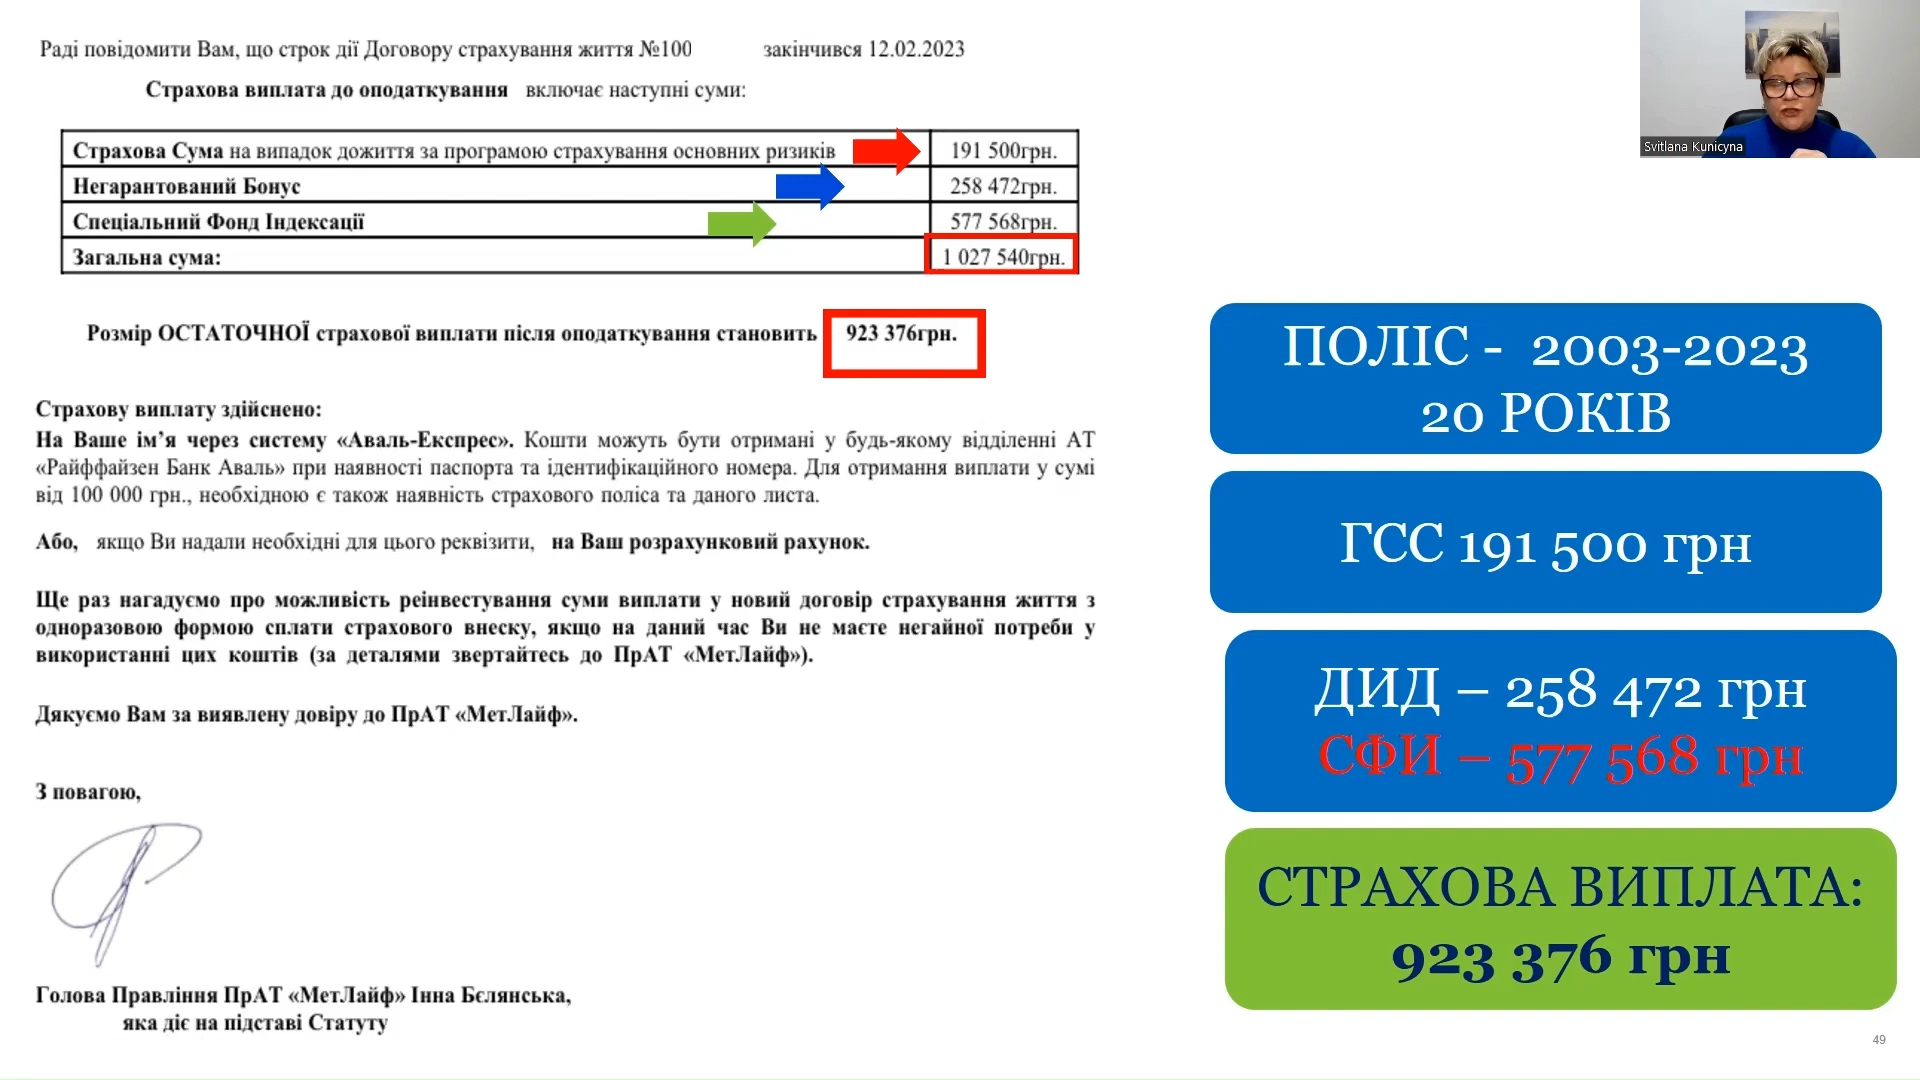 Раді повідомити Вам, що строк дії Договору страхування життя №100 закінчився 12.02.2023
Страхова виплата до оподаткування включає наступні суми:
Страхова Сума на випадок дожиття за програмою страхування основних ризиків 191 500грн.
Негарантований Бонус 258 472грн.
Спеціальний Фонд Індексації 577 568грн.
Загальна сума: 1 027 540грн.
Розмір ОСТАТОЧНОЇ страхової виплати після оподаткування становить 923 376грн.
Страхову виплату здійснено:
На Ваше ім’я через систему «Аваль-Експрес». Кошти можуть бути отримані у будь-якому відділенні АТ
«Райффайзен Банк Аваль» при наявності паспорта та ідентифікаційного номера. Для отримання виплати у сумі
від 100 000 грн., необхідною є також наявність страхового поліса та даного листа.
Або, якщо Ви надали необхідні для цього реквізити, на Ваш розрахунковий рахунок.
Ще раз нагадуємо про можливість реінвестування суми виплати у новий договір страхування життя з
одноразовою формою сплати страхового внеску, якщо на даний час Ви не маєте негайної потреби у
використанні цих коштів (за деталями звертайтесь до ПрАТ «МетЛайф»).
Дякуємо Вам за виявлену довіру до ПрАТ «МетЛайф».
З повагою,
Голова Правління ПрАТ «МетЛайф» Інна Бєлянська,
яка діє на підставі Статуту
Svitlana Kunicyna
ПОЛІС - 2003-2023
20 РОКІВ
ГСС 191 500 грн
ДИД – 258 472 грн
СФИ – 577 568 грн
СТРАХОВА ВИПЛАТА:
923 376 грн
49